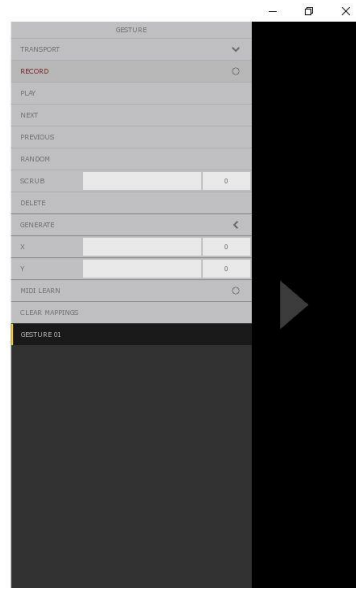 GESTURE
TRANSPORT
RECORD
PLAY
NEXT
PREVIOUS
RANDOM
SCRUB 0
DELETE
GENERATE
X 0
Y 0
MIDI LEARN
CLEAR MAPPINGS
GESTURE 01